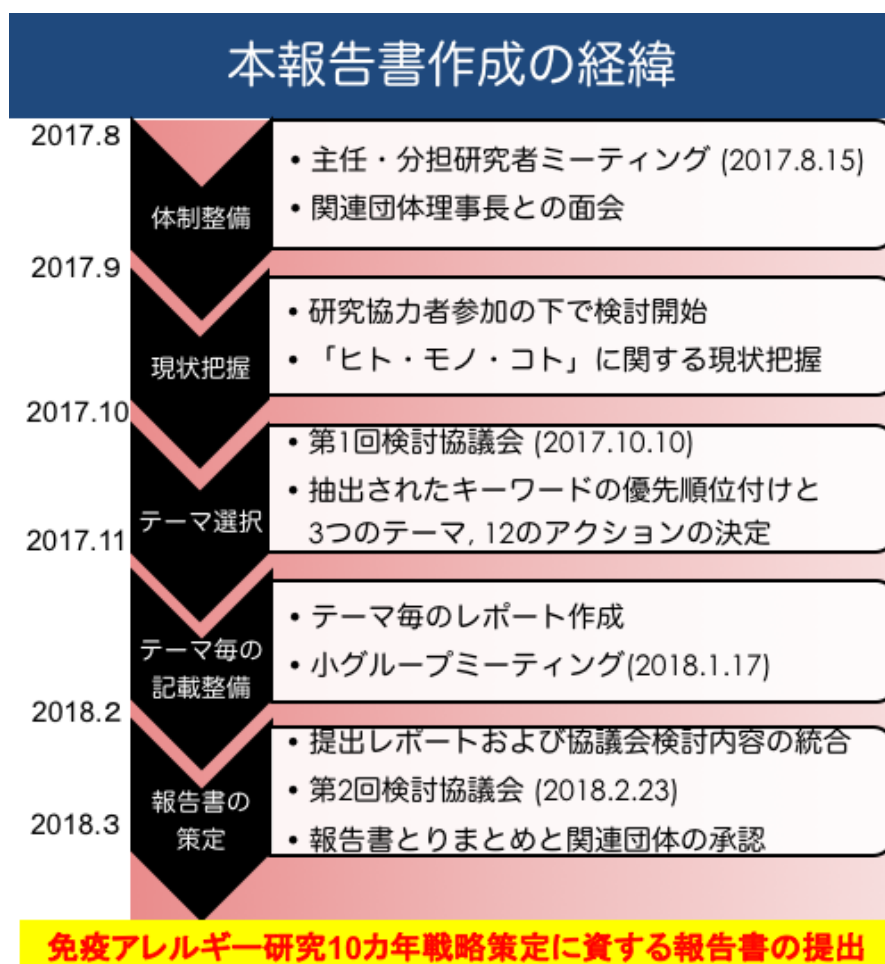 本報告書作成の経緯
2017.8
体制整備
• 主任・分担研究者ミーティング (2017.8.15)
• 関連団体理事長との面会
2017.9
現状把握
• 研究協力者参加の下で検討開始
• 「ヒト・モノ・コト」に関する現状把握
2017.10
テーマ選択
• 第1回検討協議会 (2017.10.10)
• 抽出されたキーワードの優先順位付けと
3つのテーマ, 12のアクションの決定
2017.11
テーマ毎の
記載整備
• テーマ毎のレポート作成
• 小グループミーティング(2018.1.17)
2018.2
報告書の
策定
• 提出レポートおよび協議会検討内容の統合
• 第2回検討協議会 (2018.2.23)
• 報告書とりまとめと関連団体の承認
2018.3
免疫アレルギー研究10カ年戦略策定に資する報告書の提出